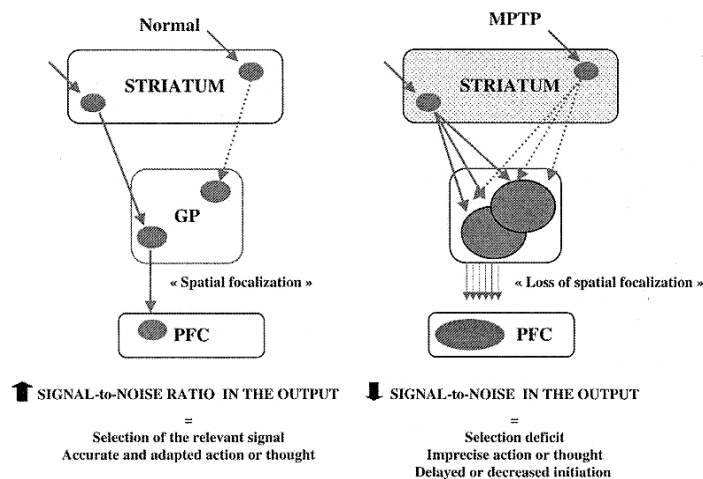 Normal
STRIATUM
GP
« Spatial focalization »
PFC
SIGNAL-to-NOISE RATIO IN THE OUTPUT
=
Selection of the relevant signal
Accurate and adapted action or thought
MPTP
STRIATUM
« Loss of spatial focalization »
PFC
SIGNAL-to-NOISE IN THE OUTPUT
=
Selection deficit
Imprecise action or thought
Delayed or decreased initiation